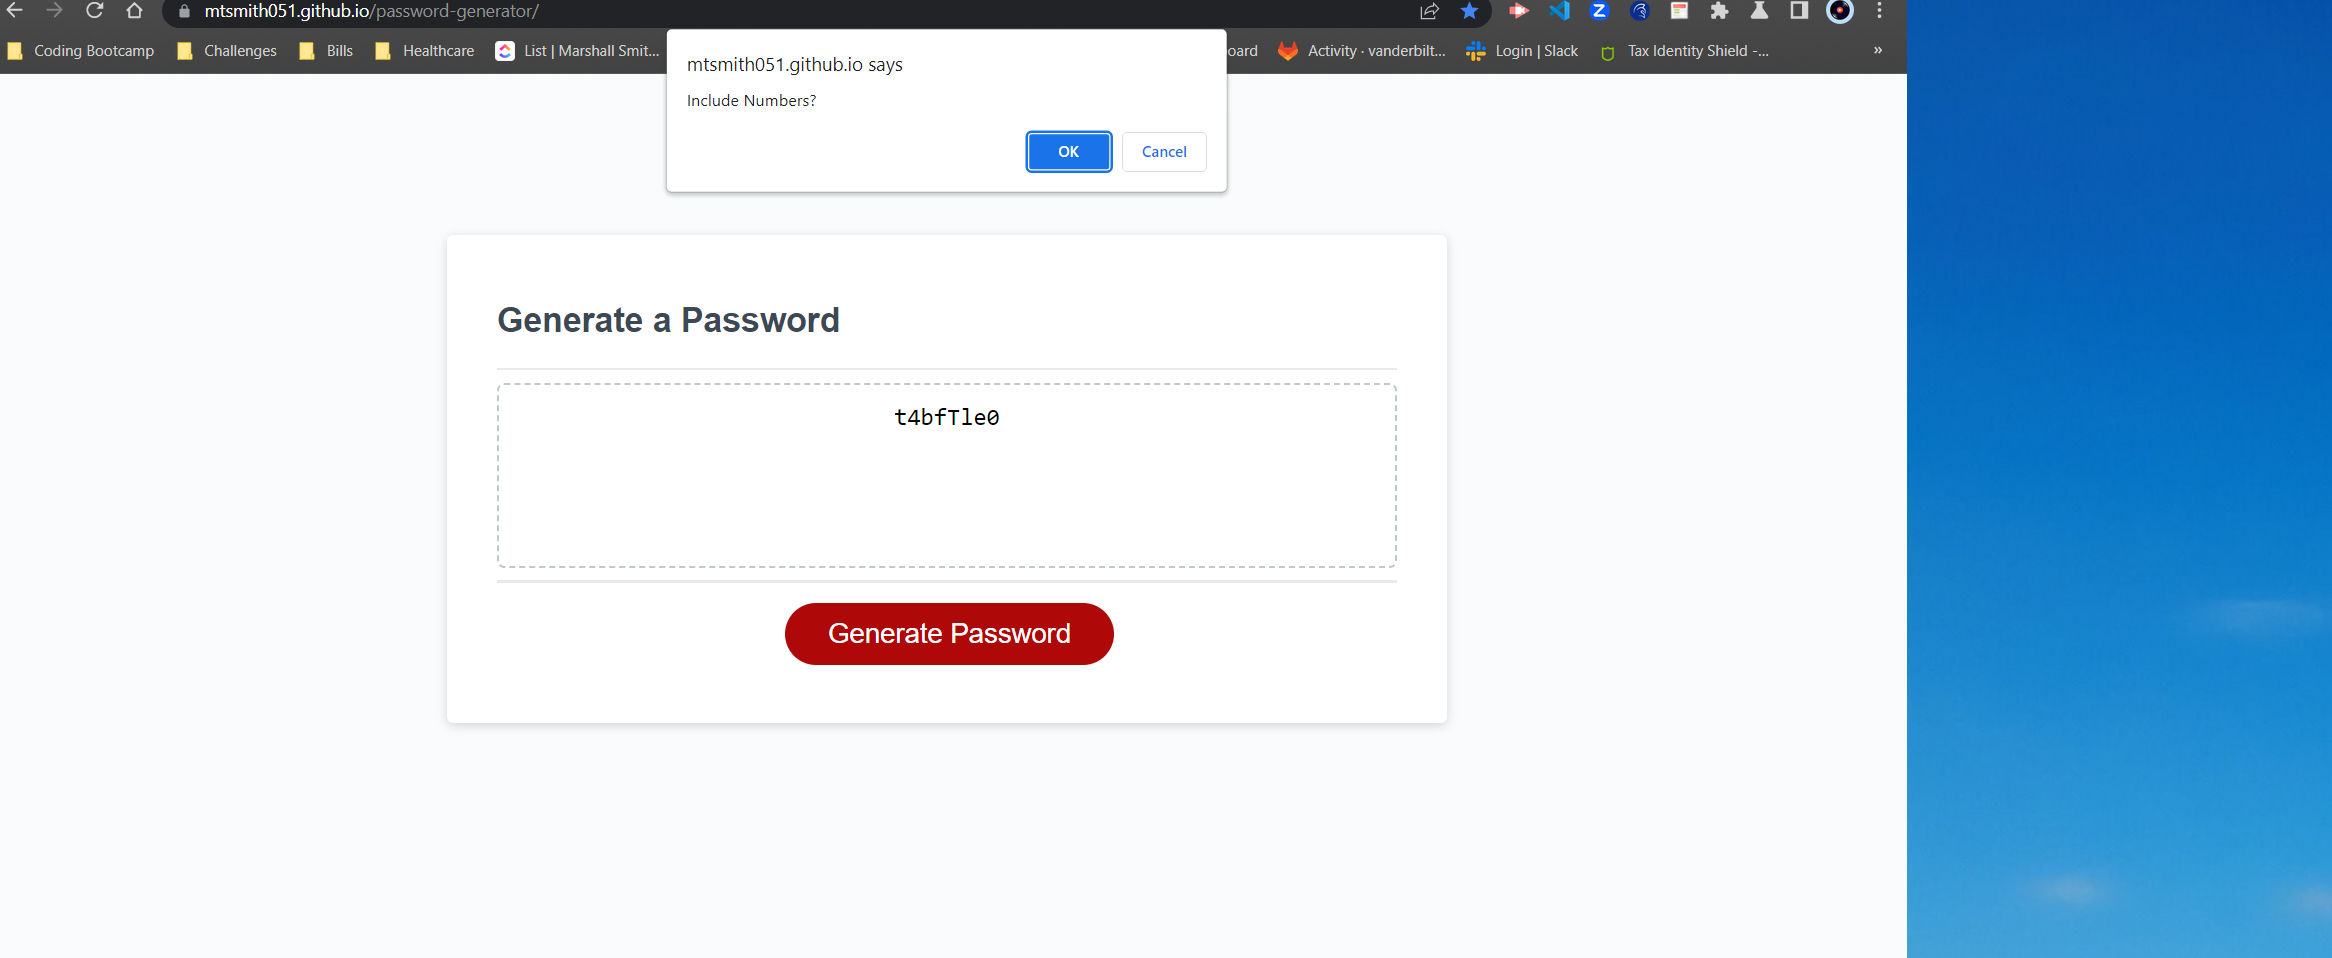 mtsmith051.github.io/password-generator/
Coding Bootcamp Challenges Bills Healthcare List | Marshall Smit... oard Activity · vanderbilt... Login | Slack Tax Identity Shield -... »
mtsmith051.github.io says
Include Numbers?
OK Cancel
Generate a Password
t4bfTle0
Generate Password